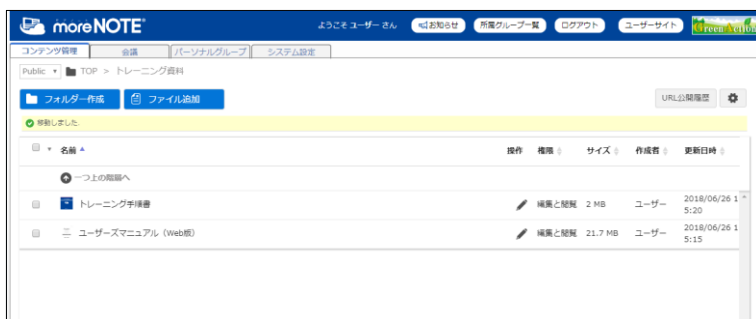 moreNOTE
ようこそ ユーザー さん お知らせ 所属グループ一覧 ログアウト ユーザーサイト Green Action
コンテンツ管理 会議 パーソナルグループ システム設定
Public TOP > トレーニング資料
フォルダー作成 ファイル追加 URL公開履歴
移動しました.
名前 操作 権限 サイズ 作成者 更新日時
一つ上の階層へ
トレーニング手順書 編集と閲覧 2 MB ユーザー 2018/06/26 1
5:20
ユーザーズマニュアル(Web版) 編集と閲覧 21.7 MB ユーザー 2018/06/26 1
5:15